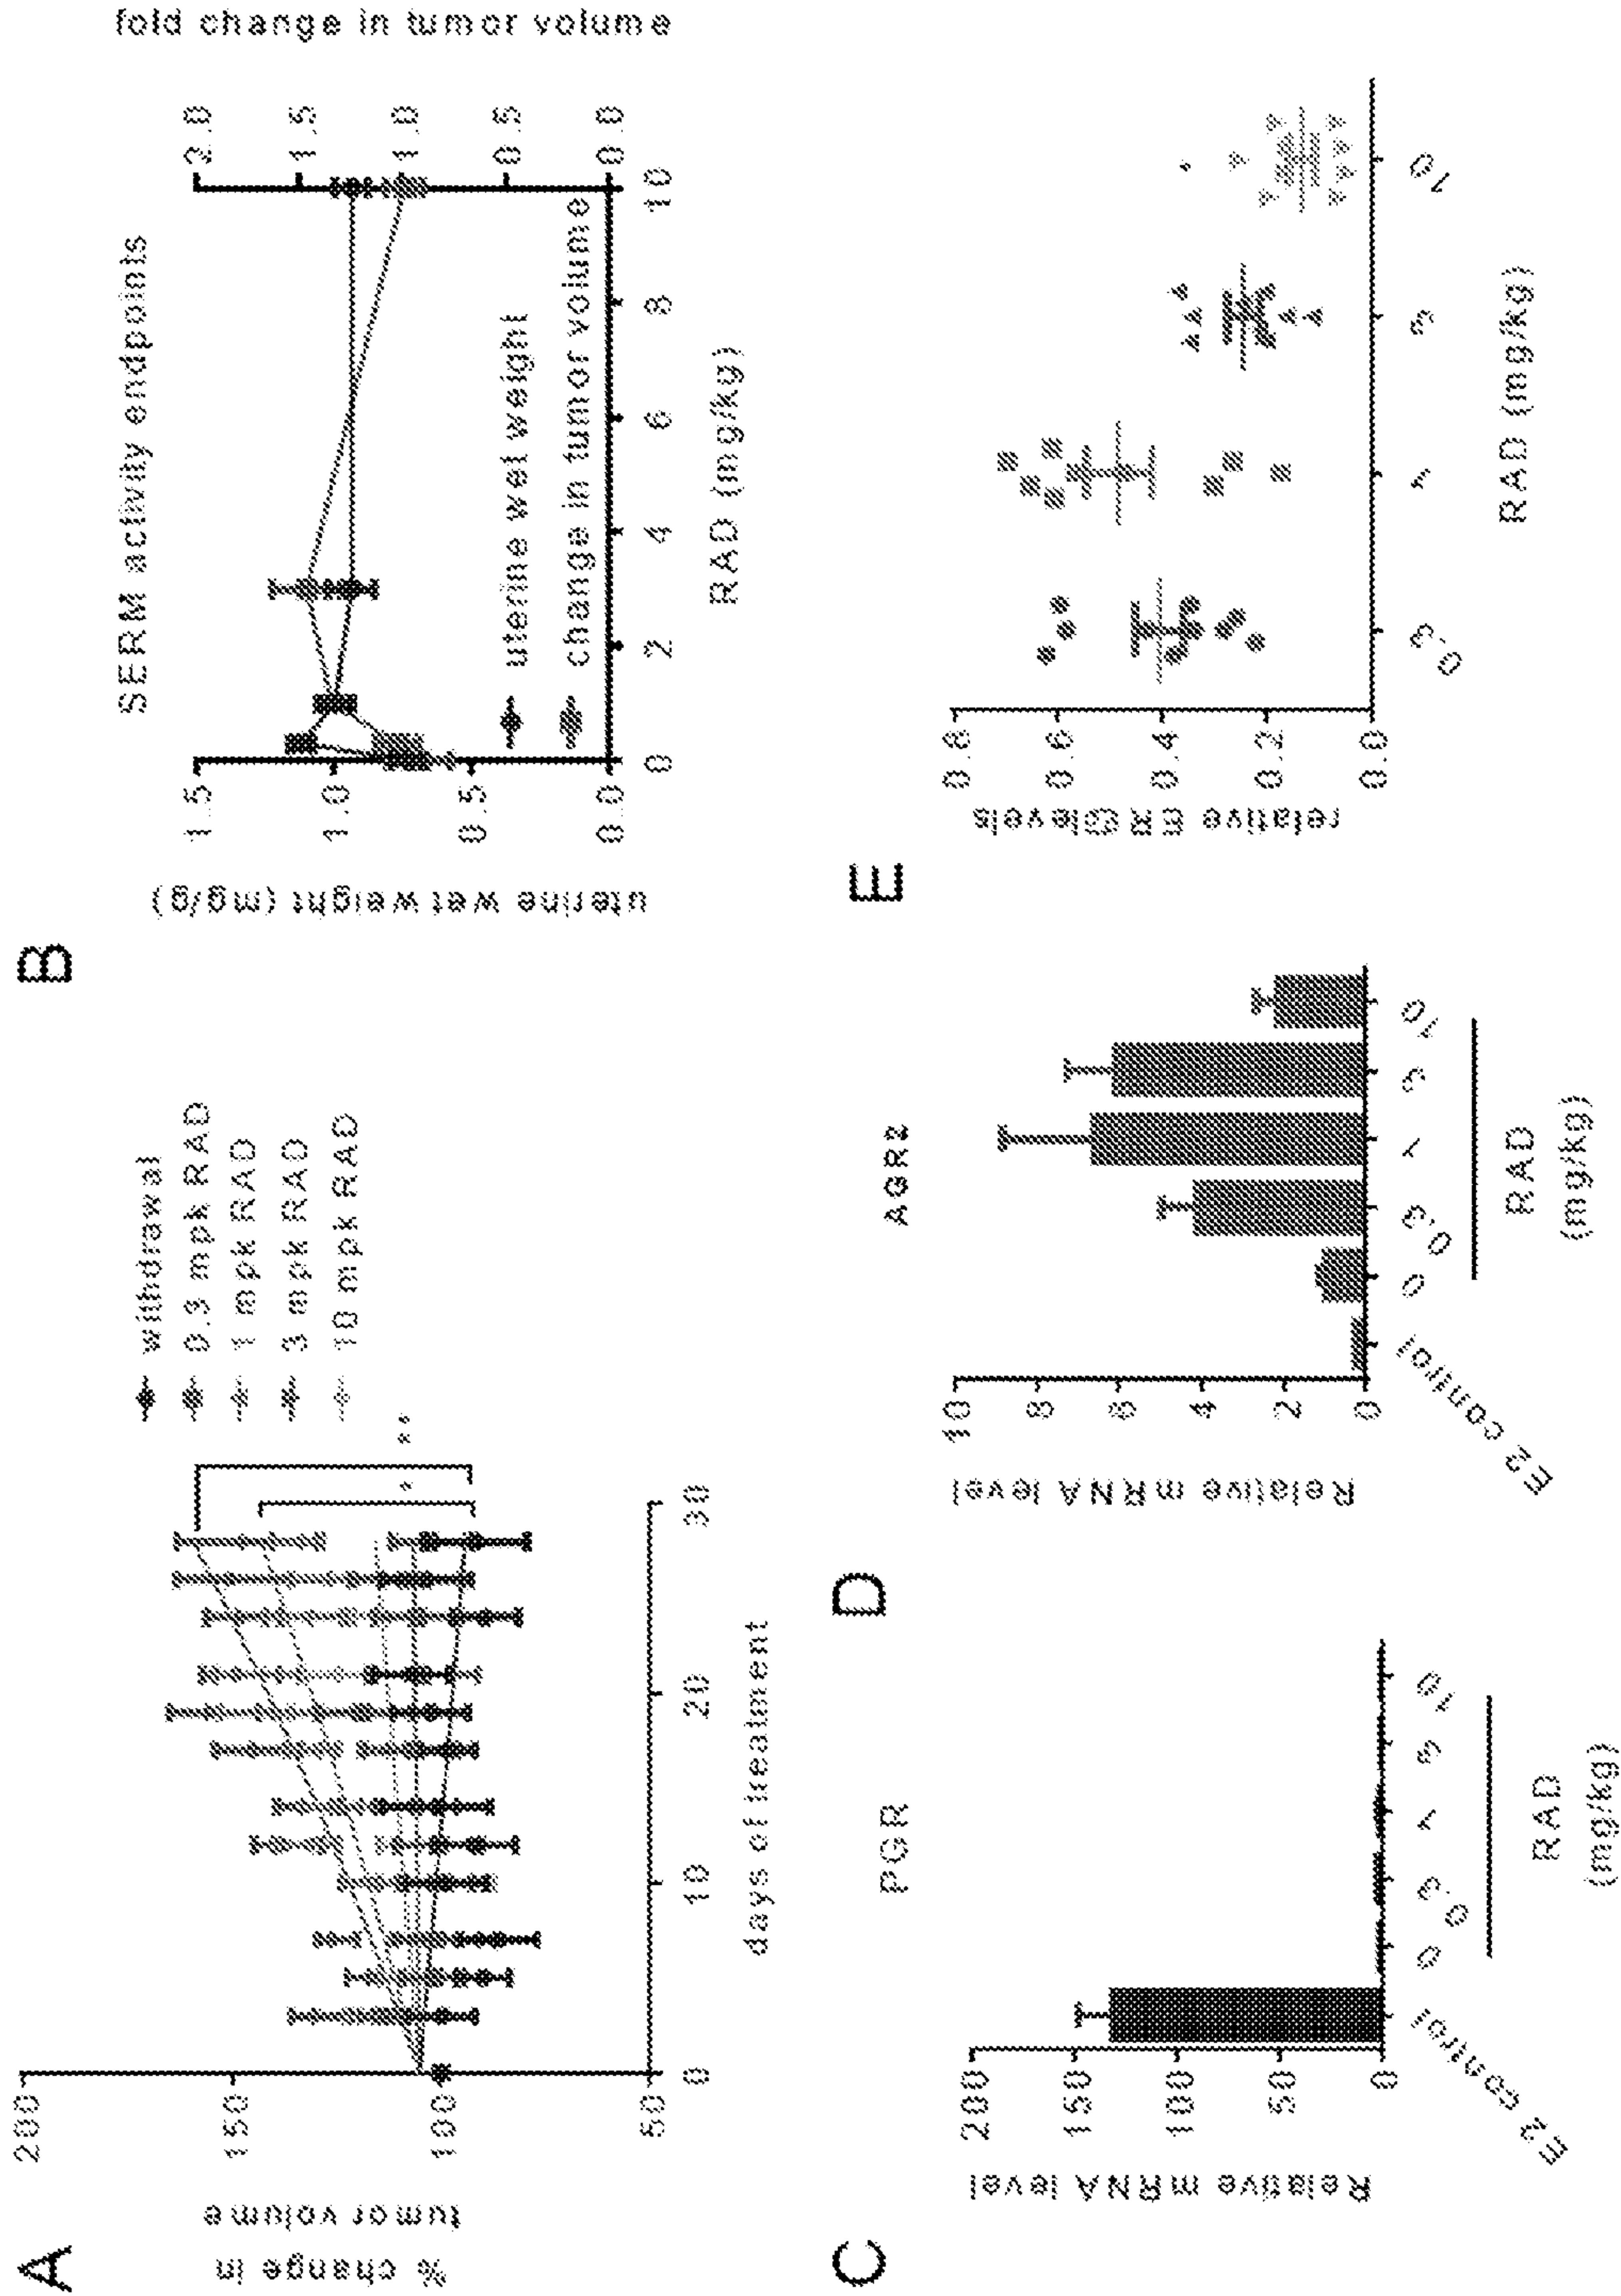 A
% change in
tumor volume
200
150
100
50
0
10
20
30
days of treatment
*
**
withdrawal
0.3 mpk RAD
1 mpk RAD
3 mpk RAD
10 mpk RAD
B
SERM activity endpoints
uterine wet weight (mg/g)
1.5
1.0
0.5
0.0
fold change in tumor volume
2.0
1.5
1.0
0.5
0.0
uterine wet weight
change in tumor volume
0
2
4
6
8
10
RAD (mg/kg)
C
PGR
Relative mRNA level
200
150
100
50
0
E2 control
0
0.3
1
3
10
RAD
(mg/kg)
D
AGR2
Relative mRNA level
10
8
6
4
2
0
E2 control
0
0.3
1
3
10
RAD
(mg/kg)
E
relative ER levels
0.8
0.6
0.4
0.2
0.0
0.3
1
3
10
RAD (mg/kg)